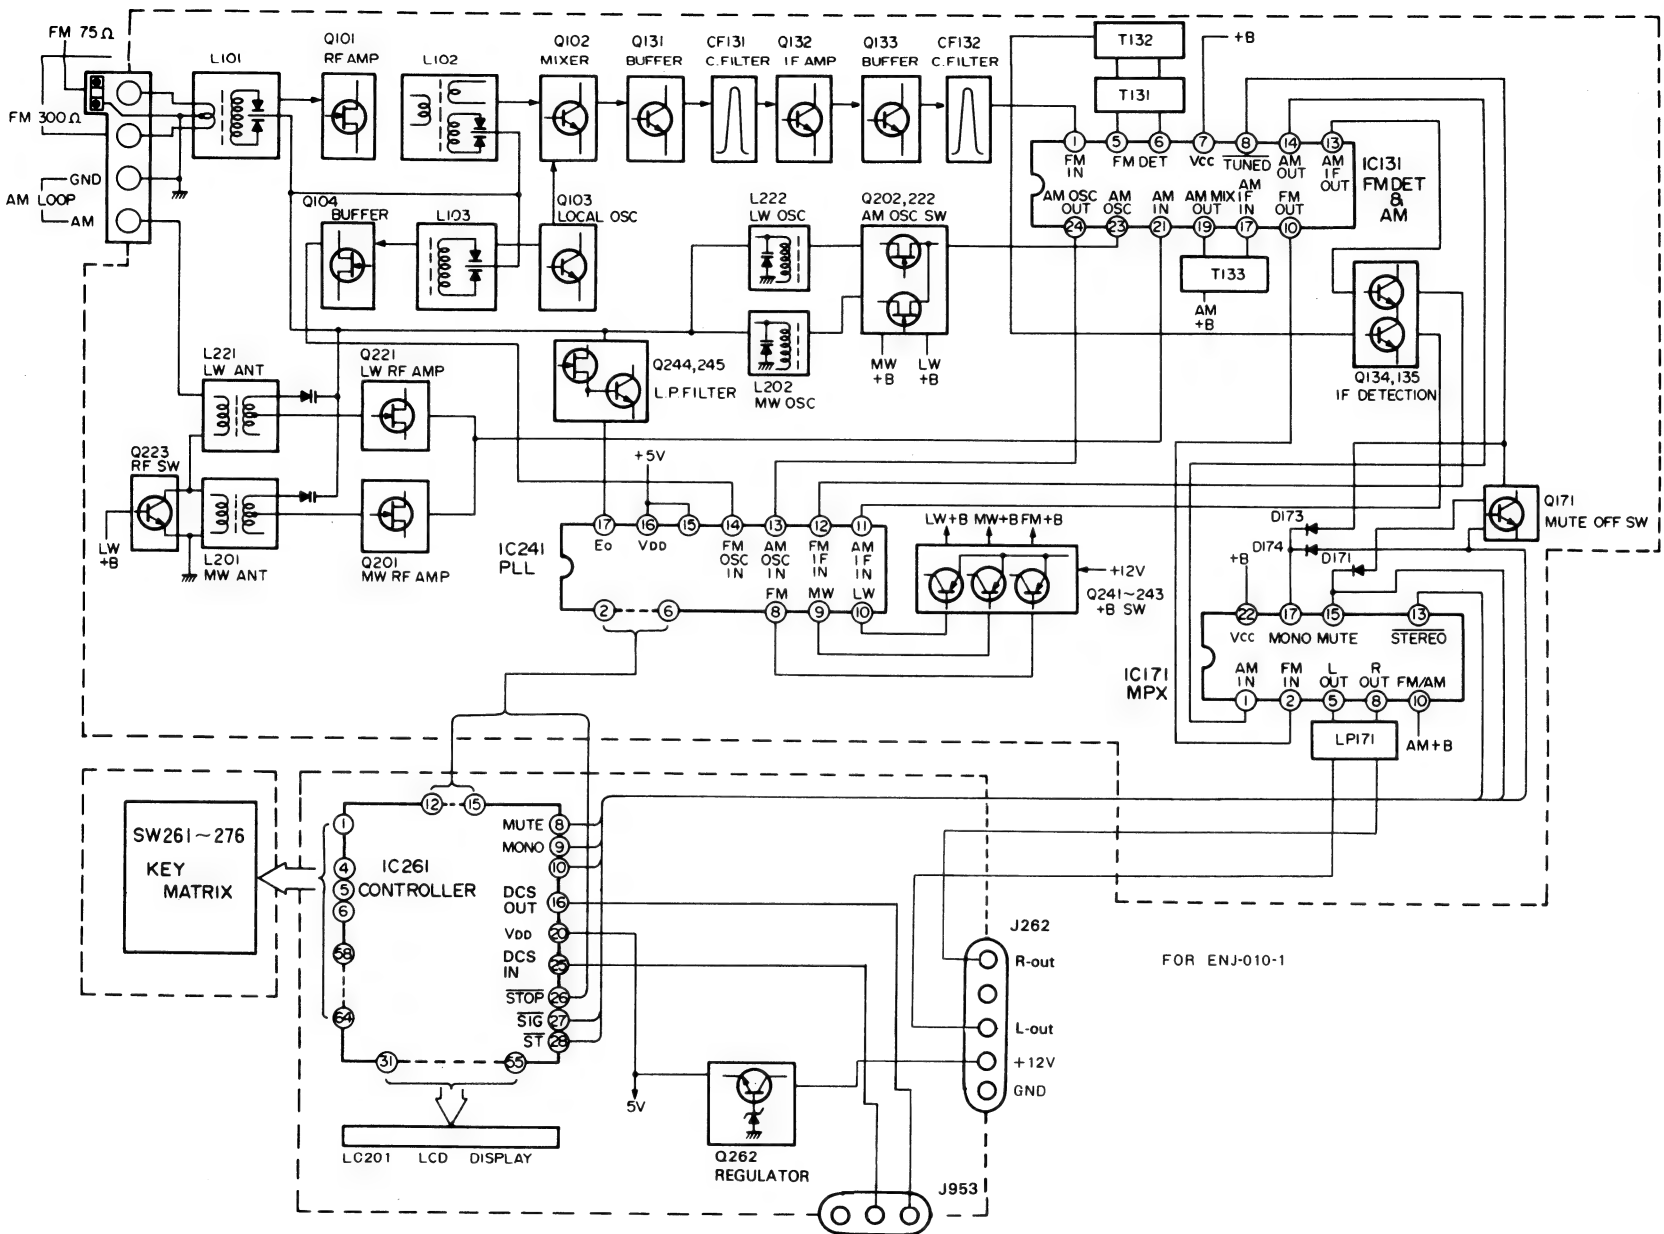 FM 75Ω
FM 300Ω
GND
AM LOOP
AM
L101
Q101
RF AMP
L102
Q102
MIXER
Q131
BUFFER
CF131
C.FILTER
Q132
IF AMP
Q133
BUFFER
CF132
C.FILTER
T132
T131
+B
1
5
6
7
8
14
13
FM
IN
FM DET
VCC
TUNED
AM
OUT
AM
IF
OUT
IC131
FM DET
&
AM
AM OSC
OUT
AM
OSC
AM
IN
AM MIX
OUT
AM
IF
IN
FM
OUT
24
23
21
19
17
10
T133
AM
+B
Q104
BUFFER
L103
Q103
LOCAL OSC
L222
LW OSC
Q202,222
AM OSC SW
MW
+B
LW
+B
L202
MW OSC
Q244,245
L.P.FILTER
Q134,135
IF DETECTION
L221
LW ANT
Q221
LW RF AMP
Q223
RF SW
LW
+B
L201
MW ANT
Q201
MW RF AMP
+5V
IC241
PLL
17
16
15
14
13
12
11
Eo
VDD
FM
OSC
IN
AM
OSC
IN
FM
IF
IN
AM
IF
IN
FM
MW
LW
2
6
8
9
10
LW+B
MW+B
FM+B
+12V
Q241~243
+B SW
Q171
MUTE OFF SW
D173
D174
D171
+B
22
17
15
13
VCC
MONO
MUTE
STEREO
IC171
MPX
AM
IN
FM
IN
L
OUT
R
OUT
FM/AM
1
2
5
8
10
LP171
AM+B
SW261~276
KEY
MATRIX
12
15
1
4
5
6
58
64
IC261
CONTROLLER
MUTE
8
MONO
9
10
DCS
OUT
16
VDD
20
DCS
IN
25
STOP
26
SIG
27
ST
28
31
55
LC201 LCD DISPLAY
5V
Q262
REGULATOR
J262
R-out
L-out
+12V
GND
J953
FOR ENJ-010-1